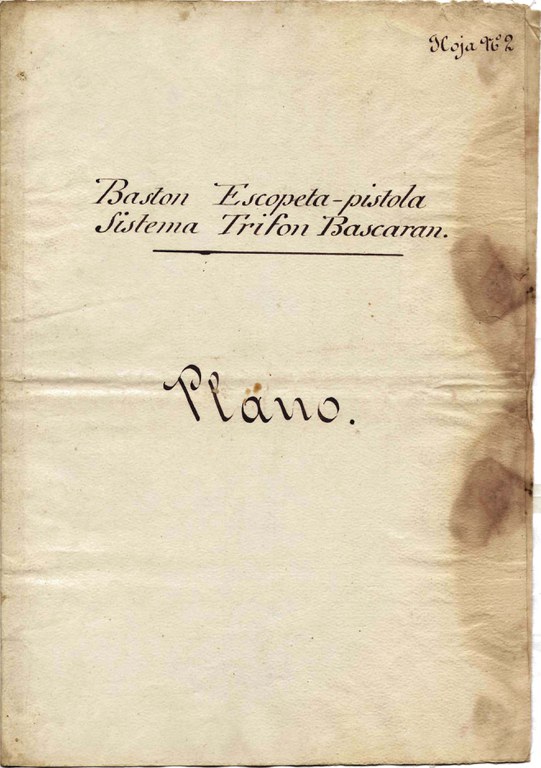 Hoja Nº 2
Baston Escopeta-pistola
Sistema Trifon Bascaran.
Plano.